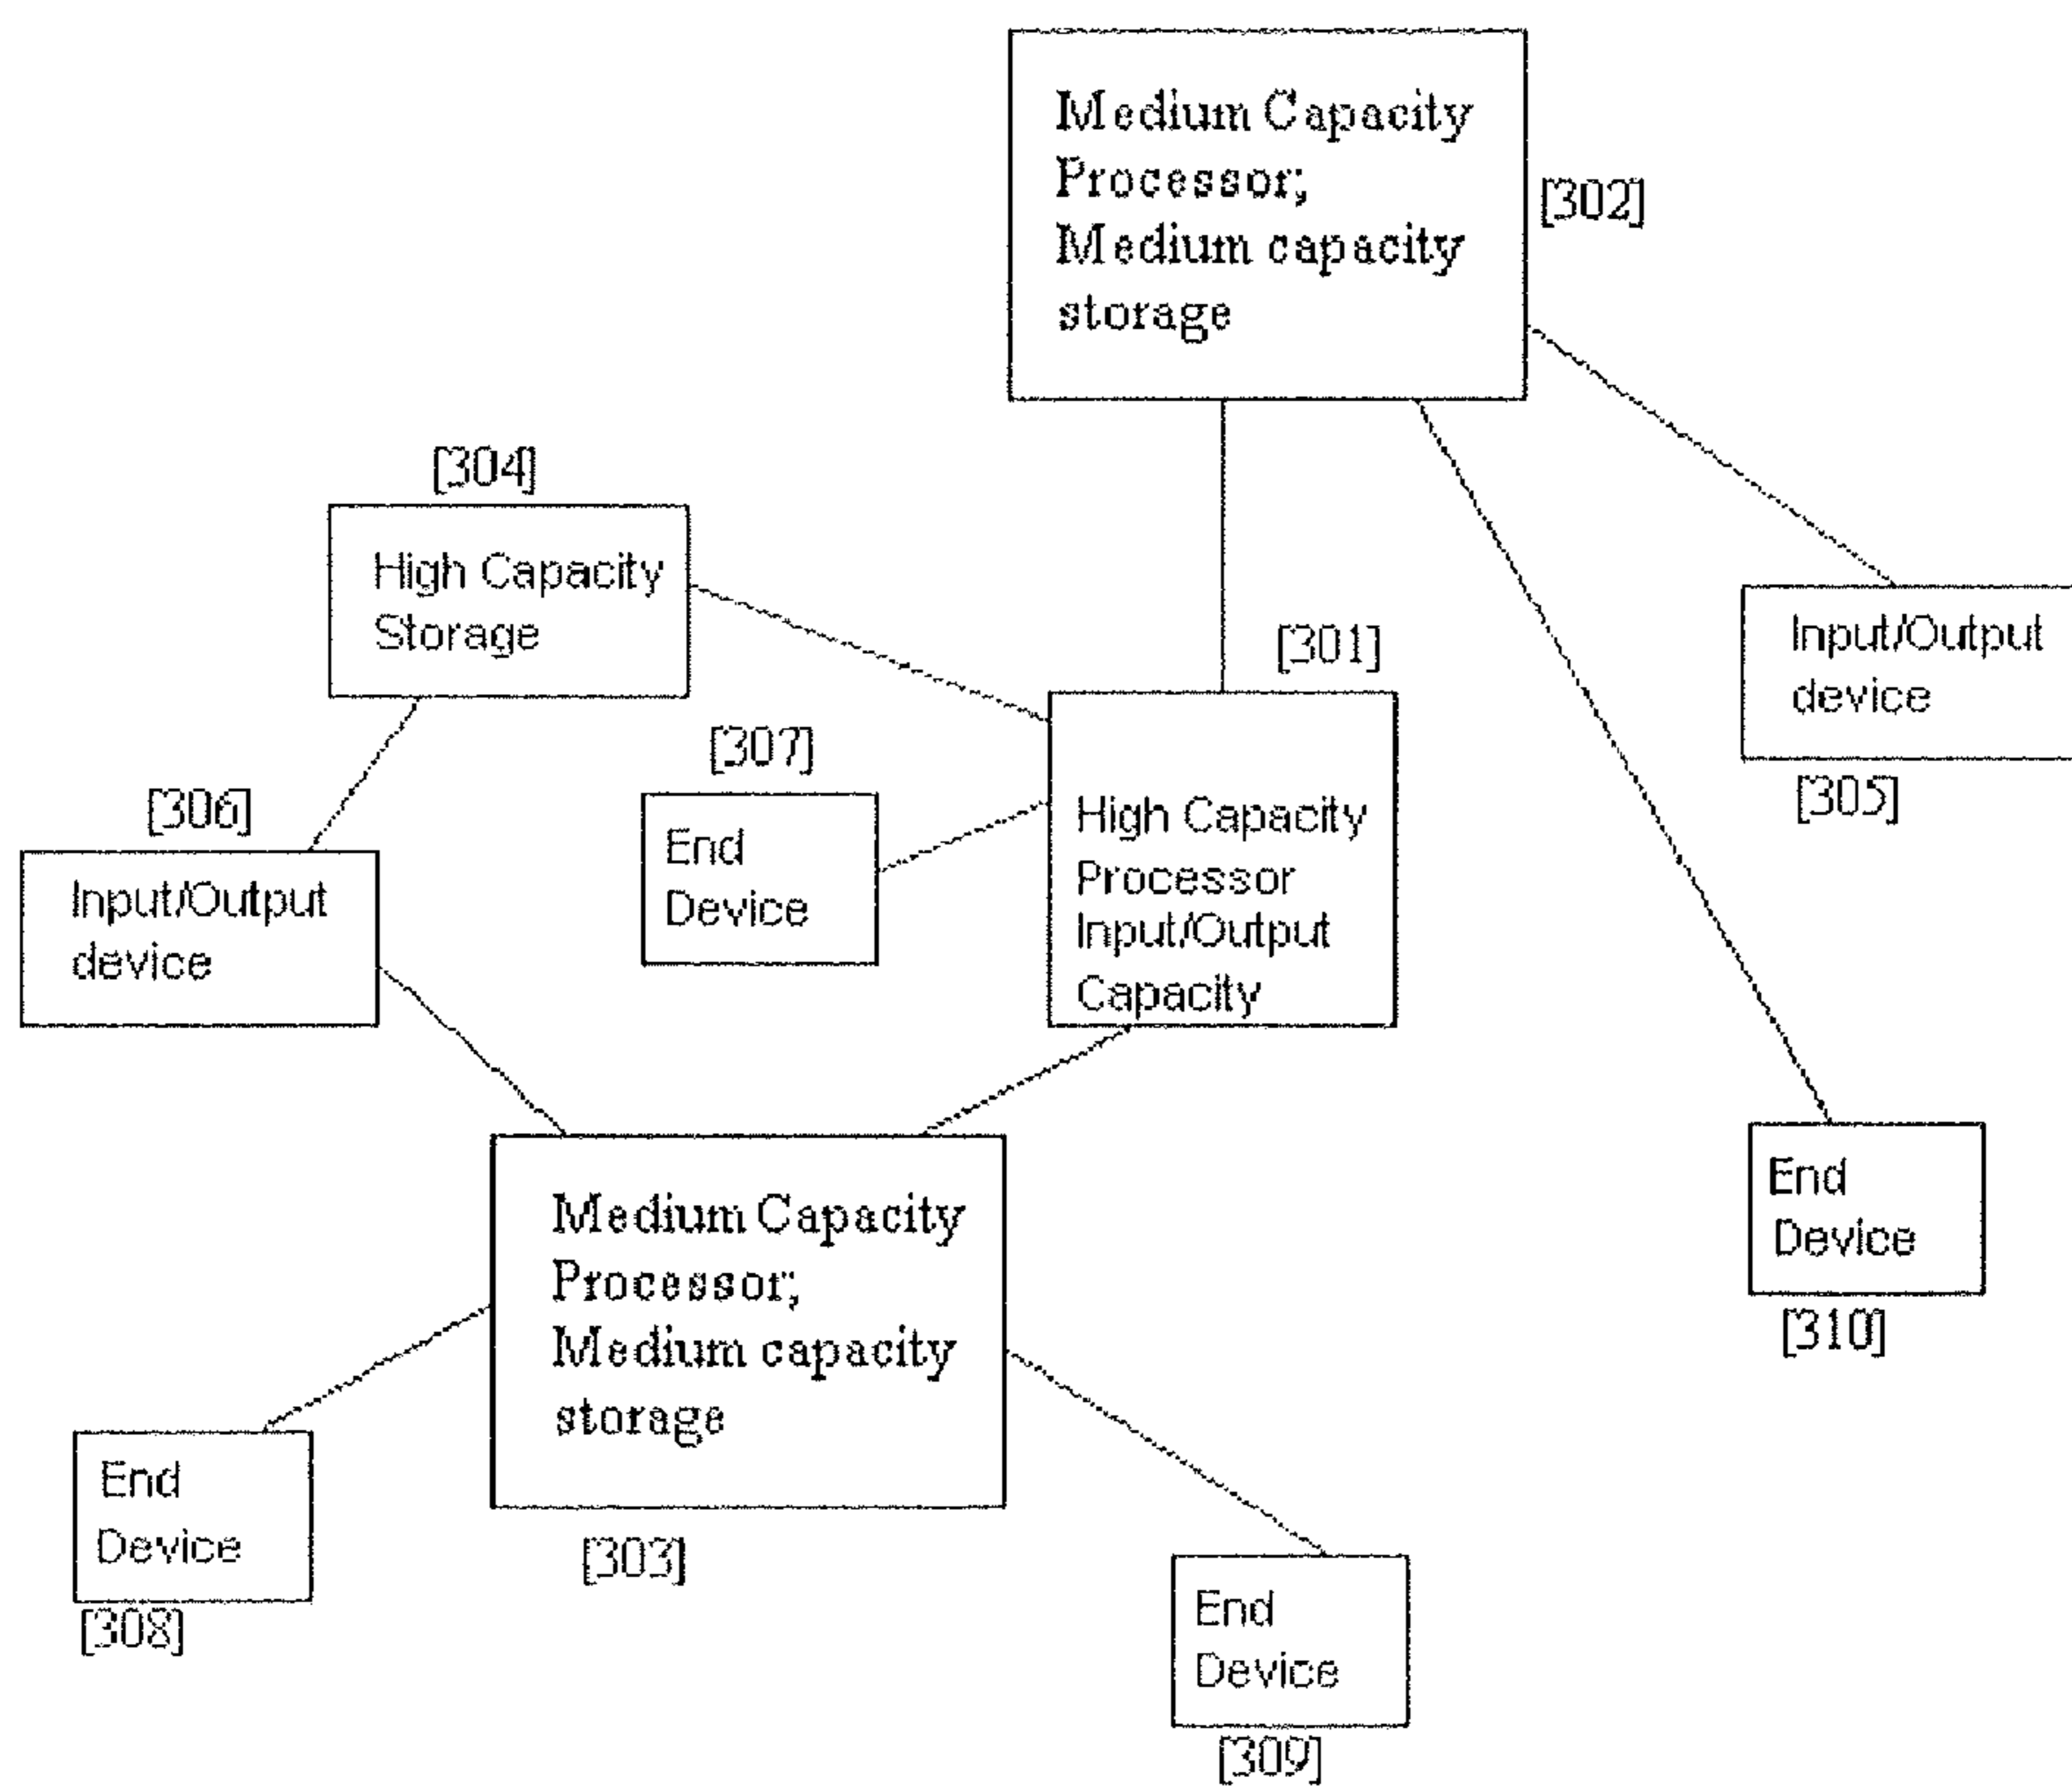 Medium Capacity
Processor;
Medium capacity
storage
[302]
[304]
High Capacity
Storage
[301]
Input/Output
device
[305]
[307]
End
Device
High Capacity
Processor
Input/Output
Capacity
[306]
Input/Output
device
End
Device
[310]
Medium Capacity
Processor;
Medium capacity
storage
[303]
End
Device
[308]
End
Device
[309]